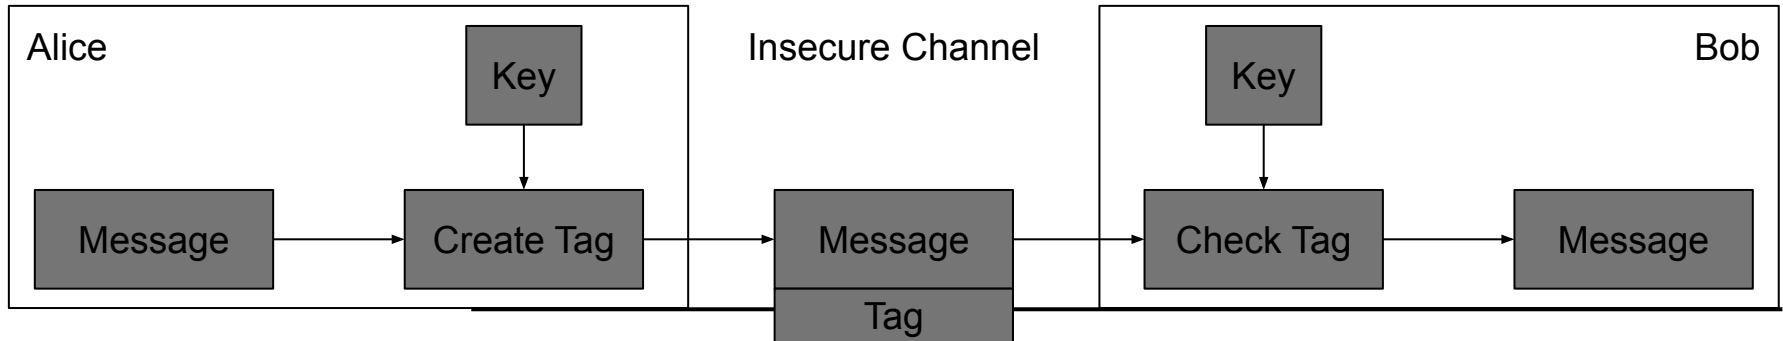 Alice
Insecure Channel
Bob
Key
Key
Message
Create Tag
Message
Check Tag
Message
Tag